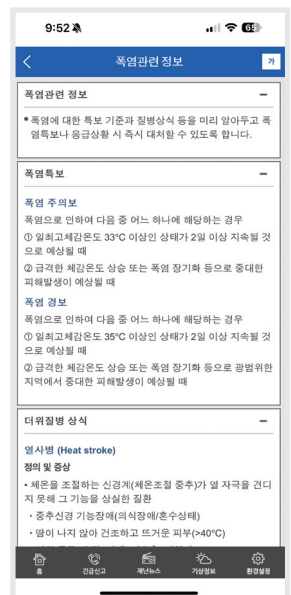 9:52
65
폭염관련 정보
가
폭염관련 정보
• 폭염에 대한 특보 기준과 질병상식 등을 미리 알아두고 폭
염특보나 응급상황 시 즉시 대처할 수 있도록 합니다.
폭염특보
폭염 주의보
폭염으로 인하여 다음 중 어느 하나에 해당하는 경우
① 일최고체감온도 33°C 이상인 상태가 2일 이상 지속될 것
으로 예상될 때
② 급격한 체감온도 상승 또는 폭염 장기화 등으로 중대한
피해발생이 예상될 때
폭염 경보
폭염으로 인하여 다음 중 어느 하나에 해당하는 경우
① 일최고체감온도 35°C 이상인 상태가 2일 이상 지속될 것
으로 예상될 때
② 급격한 체감온도 상승 또는 폭염 장기화 등으로 광범위한
지역에서 중대한 피해발생이 예상될 때
더위질병 상식
열사병 (Heat stroke)
정의 및 증상
• 체온을 조절하는 신경계(체온조절 중추)가 열 자극을 견디
지 못해 그 기능을 상실한 질환
・중추신경 기능장애(의식장애/혼수상태)
・땀이 나지 않아 건조하고 뜨거운 피부(>40°C)
홈 긴급신고 재난뉴스 기상정보 환경설정